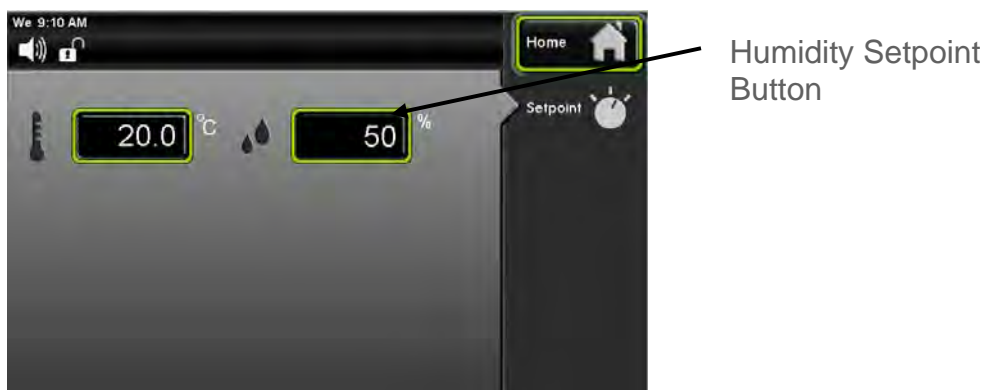 We 9:10 AM
Home
Humidity Setpoint
Button
Setpoint
20.0 °C
50 %